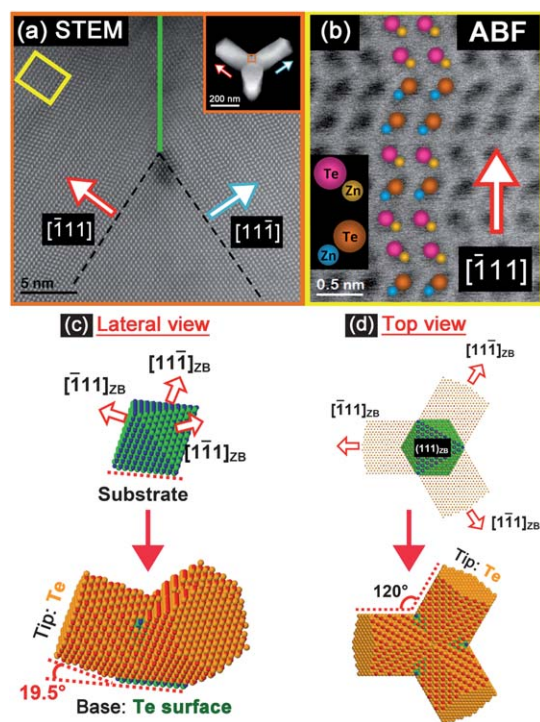 (a) STEM
200 nm
[1̄11]
[111̄]
5 nm
(b)
ABF
Te
Zn
Te
Zn
0.5 nm
[1̄11]
(c) Lateral view
[111̄]ZB
[1̄11]ZB
[11̄1]ZB
Substrate
Tip: Te
19.5°
Base: Te surface
(d) Top view
[111̄]ZB
[1̄11]ZB
(111)ZB
[11̄1]ZB
120°
Tip: Te